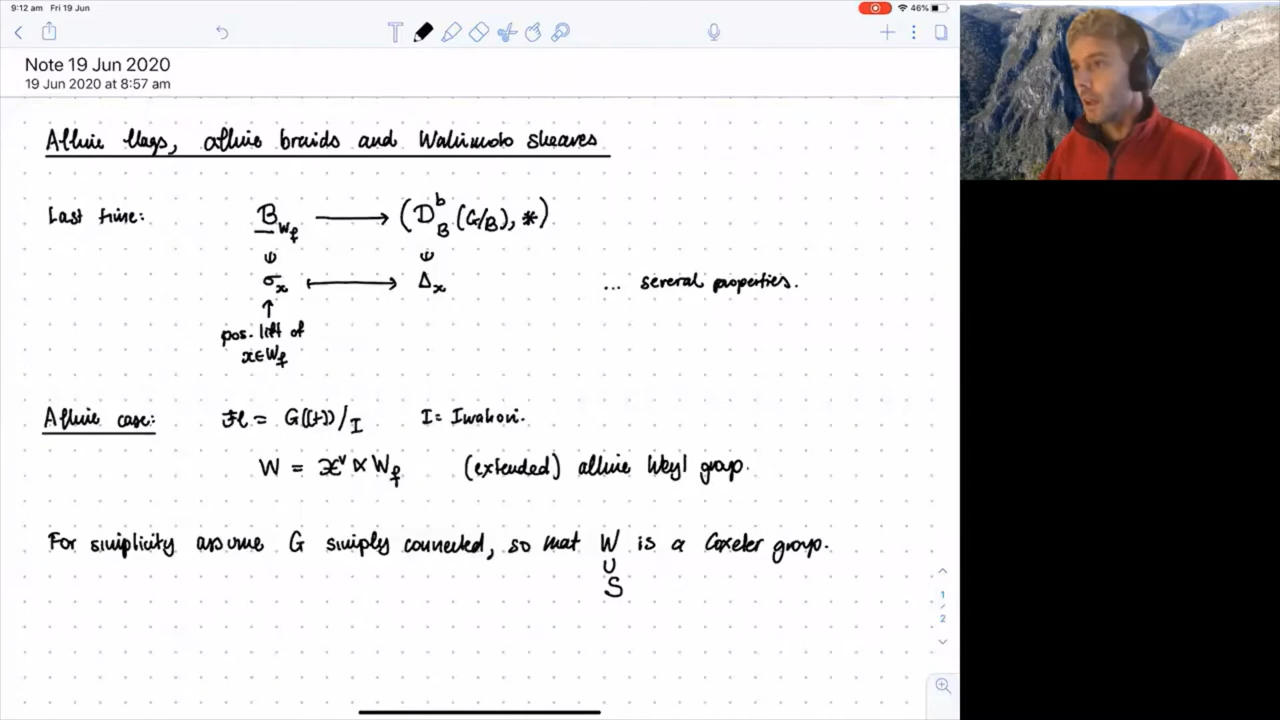 9:12 am Fri 19 Jun
46%
Note 19 Jun 2020
19 Jun 2020 at 8:57 am
Affine flags, affine braids and Wakimoto sheaves
Last time: B_{W_f} ⟶ (D^b_B (G/B), *)
σ_x ⟼ Δ_x ... several properties.
↑
pos. lift of
x∈W_f
Affine case: Fl = G((t))/I I = Iwahori.
W = 𝔛^∨ ⋊ W_f (extended) affine Weyl group.
For simplicity assume G simply connected, so that W is a Coxeter group.
∪
S
1
/
2